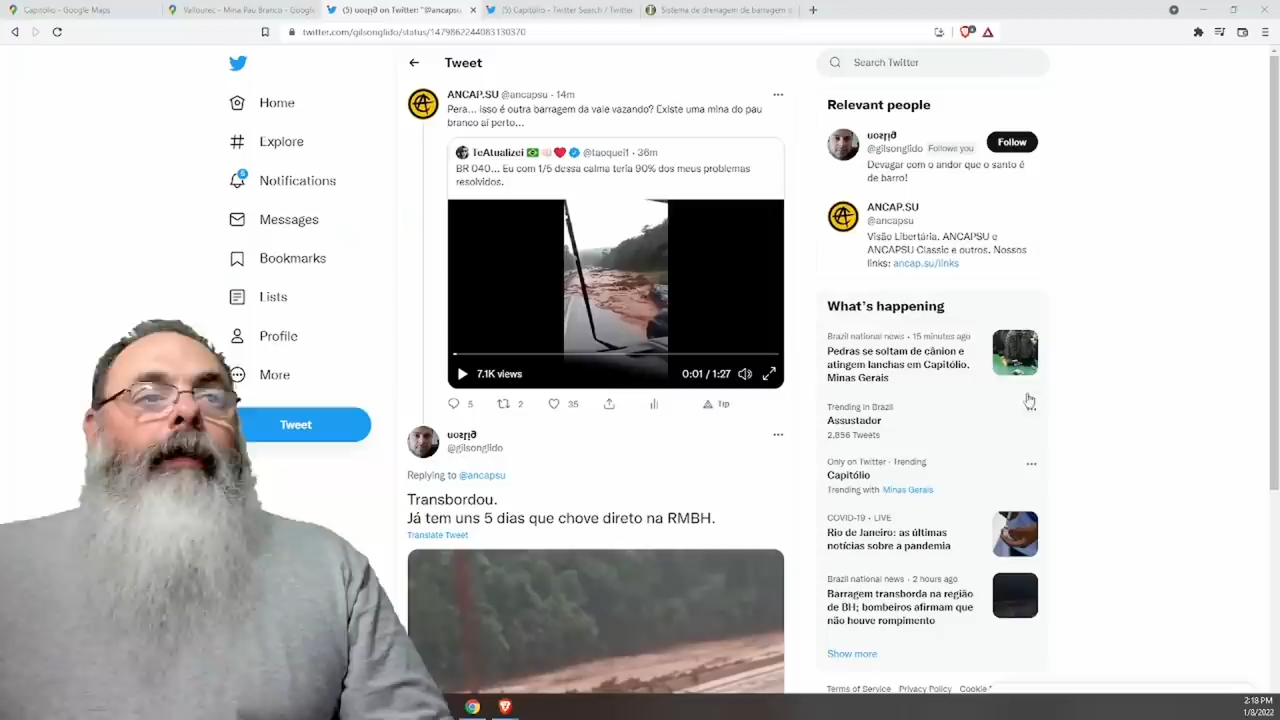 Capitólio - Google Maps
Vallourec - Mina Pau Branco - Google
(5) uosןıƃ on Twitter: "@ancapsu
(5) Capitólio - Twitter Search / Twitter
Sistema de drenagem de barragem s
twitter.com/gilsonglido/status/1479862244083130370
Home
Explore
Notifications
Messages
Bookmarks
Lists
Profile
More
Tweet
Tweet
ANCAP.SU @ancapsu · 14m
Pera... isso é outra barragem da vale vazando? Existe uma mina do pau
branco aí perto...
TeAtualizei @taoquei1 · 36m
BR 040... Eu com 1/5 dessa calma teria 90% dos meus problemas
resolvidos.
7.1K views
0:01 / 1:27
5
2
35
Tip
@gilsonglido
Replying to @ancapsu
Transbordou.
Já tem uns 5 dias que chove direto na RMBH.
Translate Tweet
Search Twitter
Relevant people
@gilsonglido Follows you
Follow
Devagar com o andor que o santo é
de barro!
ANCAP.SU
@ancapsu
Visão Libertária, ANCAPSU e
ANCAPSU Classic e outros. Nossos
links: ancap.su/links
What's happening
Brazil national news · 15 minutes ago
Pedras se soltam de cânion e
atingem lanchas em Capitólio,
Minas Gerais
Trending in Brazil
Assustador
2,856 Tweets
Only on Twitter · Trending
Capitólio
Trending with Minas Gerais
COVID-19 · LIVE
Rio de Janeiro: as últimas
notícias sobre a pandemia
Brazil national news · 2 hours ago
Barragem transborda na região
de BH; bombeiros afirmam que
não houve rompimento
Show more
Terms of Service Privacy Policy Cookie
2:18 PM
1/8/2022